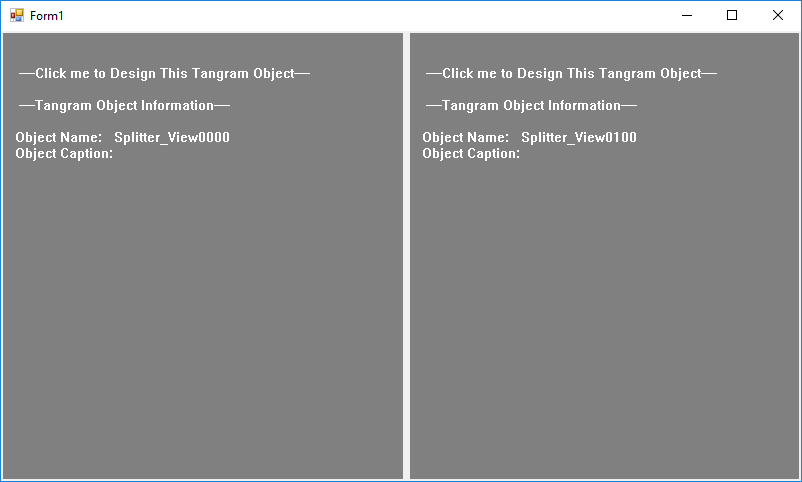 Form1
──Click me to Design This Tangram Object──
──Tangram Object Information──
Object Name:   Splitter_View0000
Object Caption:
──Click me to Design This Tangram Object──
──Tangram Object Information──
Object Name:   Splitter_View0100
Object Caption: